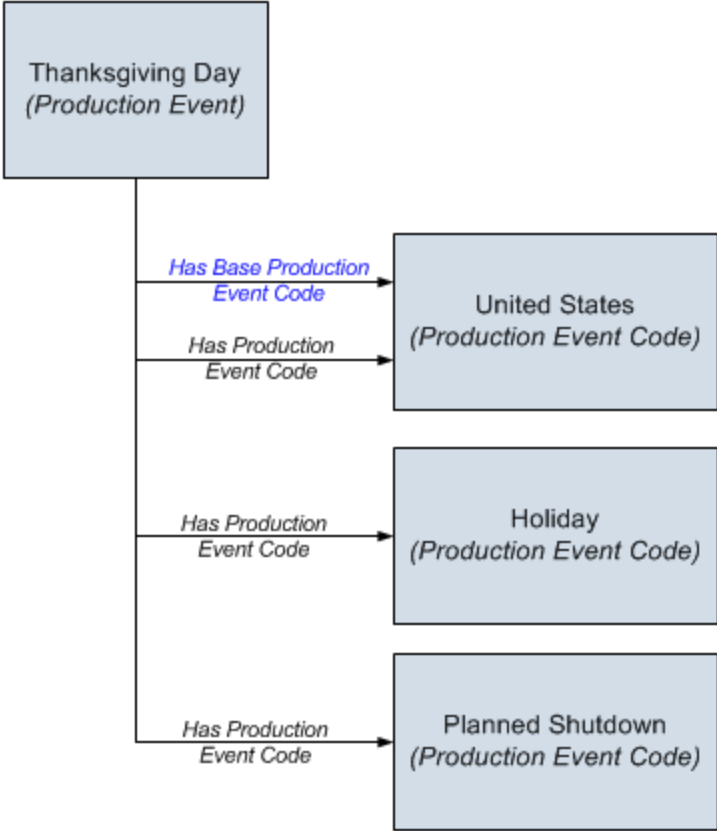 Thanksgiving Day
(Production Event)
Has Base Production
Event Code
United States
(Production Event Code)
Has Production
Event Code
Has Production
Event Code
Holiday
(Production Event Code)
Has Production
Event Code
Planned Shutdown
(Production Event Code)